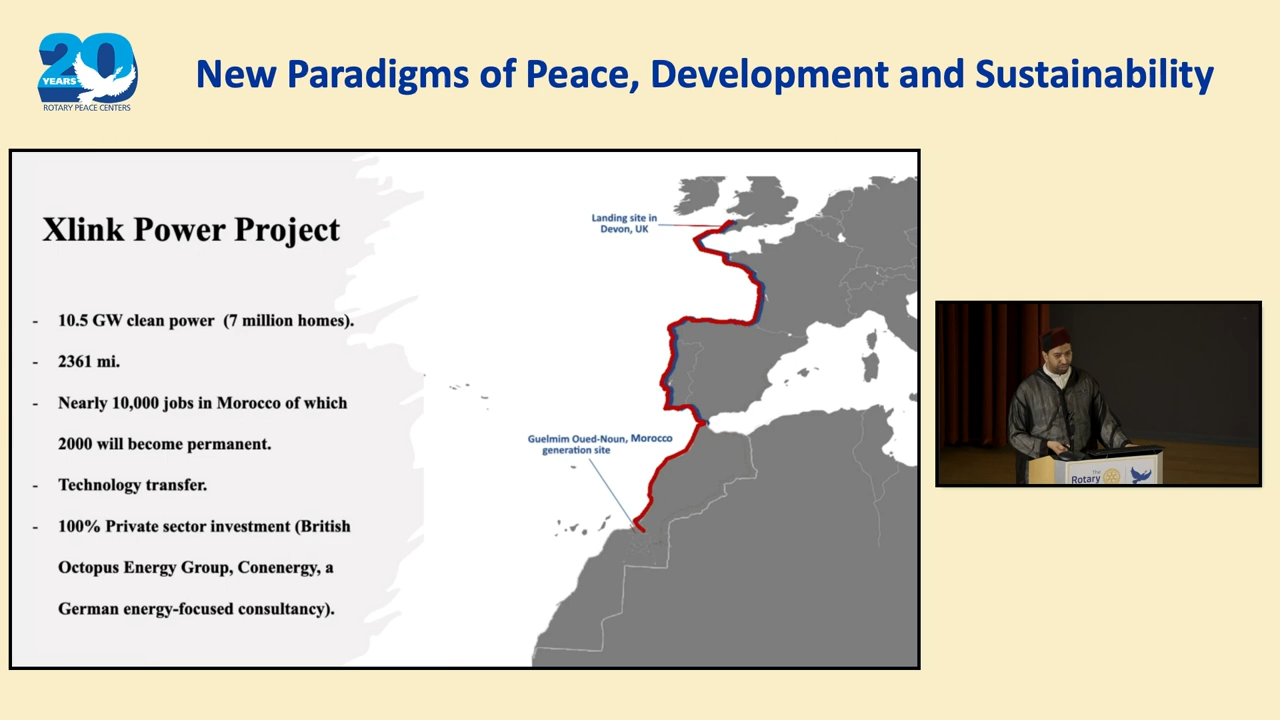 20
YEARS
ROTARY PEACE CENTERS
New Paradigms of Peace, Development and Sustainability
Xlink Power Project
- 10.5 GW clean power (7 million homes).
- 2361 mi.
- Nearly 10,000 jobs in Morocco of which
2000 will become permanent.
- Technology transfer.
- 100% Private sector investment (British
Octopus Energy Group, Conenergy, a
German energy-focused consultancy).
Landing site in
Devon, UK
Guelmim Oued-Noun, Morocco
generation site
The
Rotary